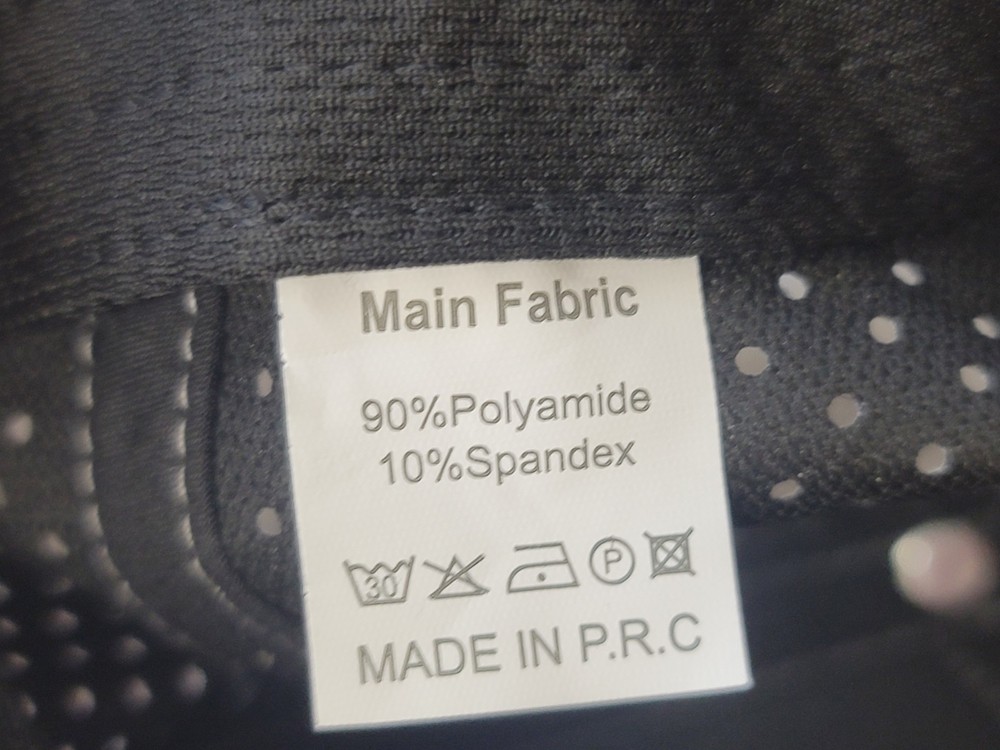 Main Fabric
90%Polyamide
10%Spandex
30 P
MADE IN P.R.C